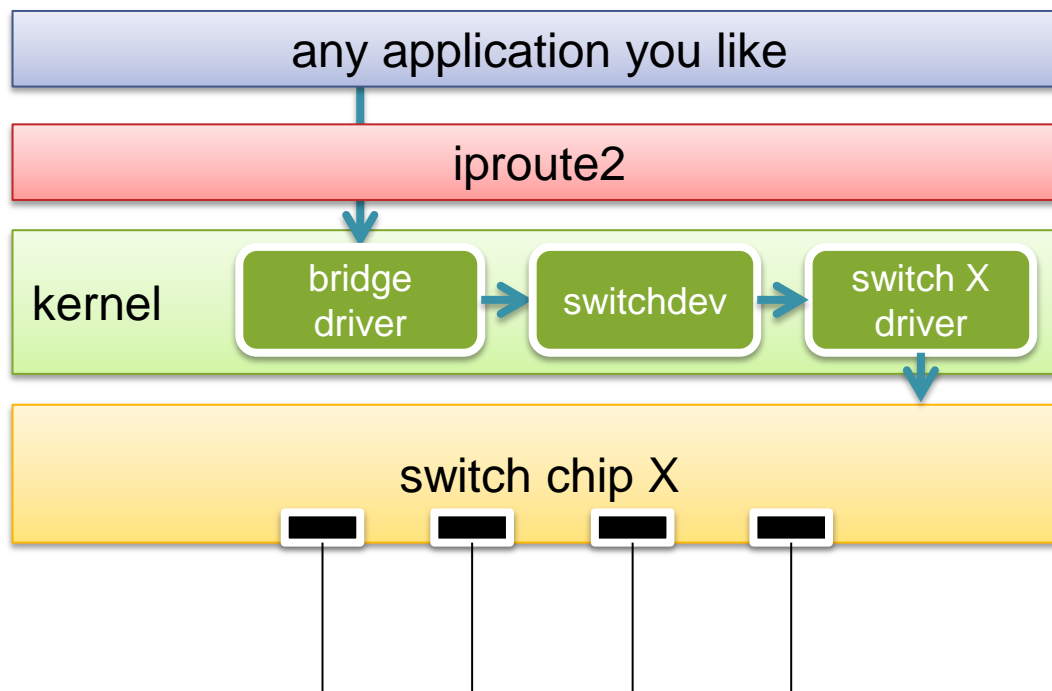 any application you like
iproute2
kernel
bridge
driver
switchdev
switch X
driver
switch chip X